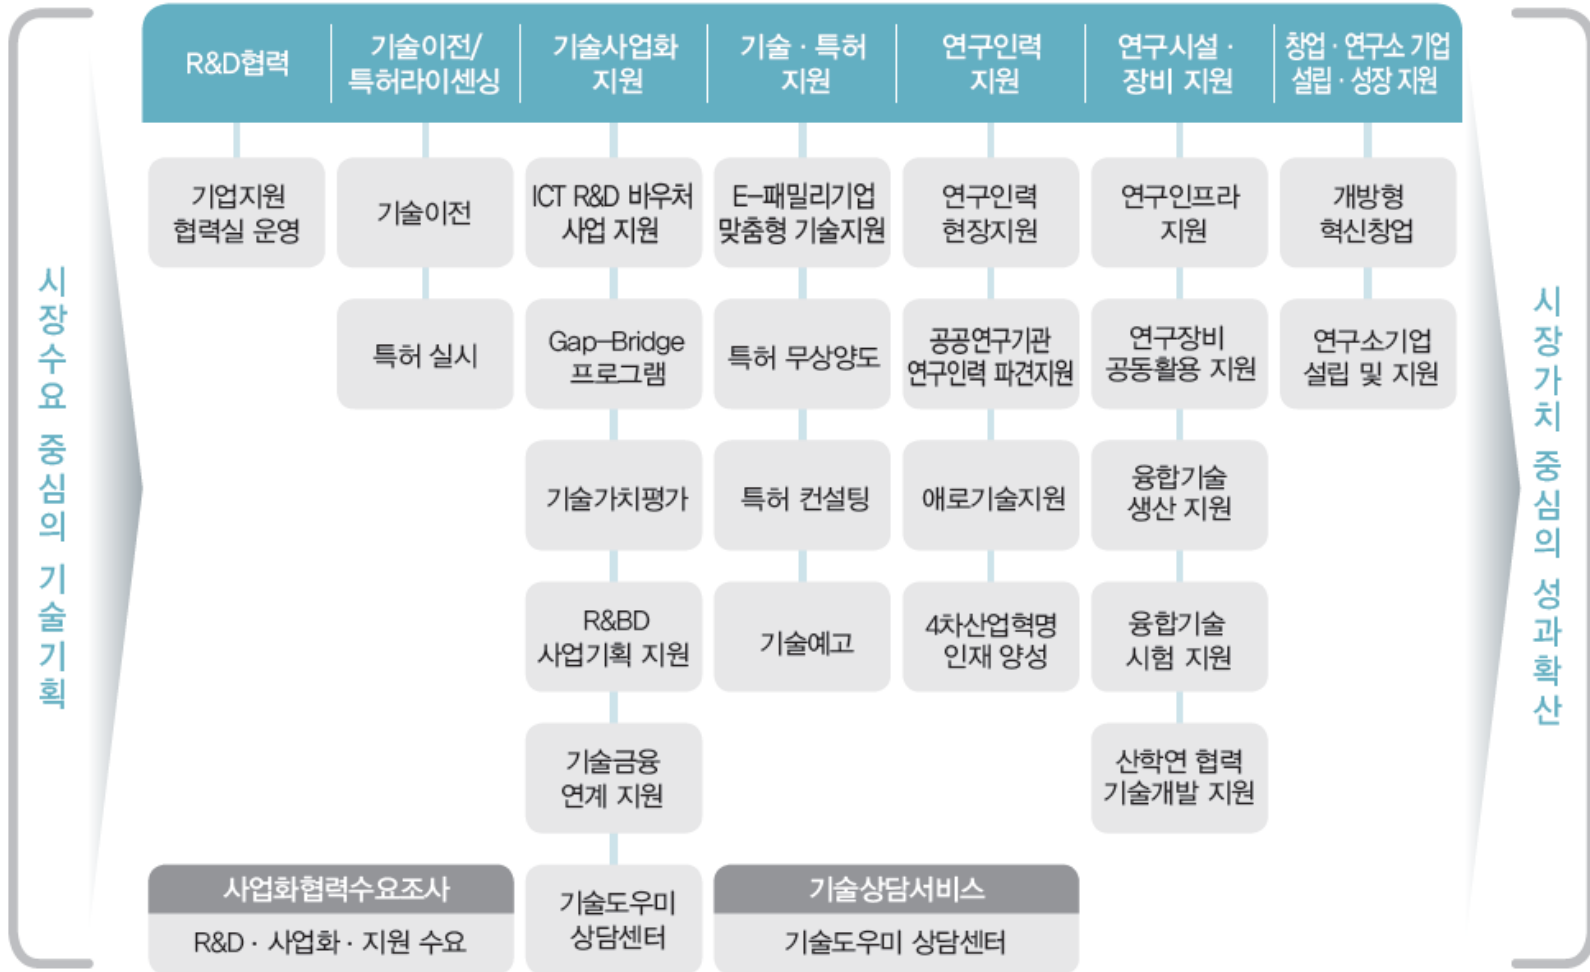 시장수요 중심의 기술기획
R&D협력
기술이전/
특허라이센싱
기술사업화
지원
기술 · 특허
지원
연구인력
지원
연구시설 ·
장비 지원
창업 · 연구소 기업
설립 · 성장 지원
기업지원
협력실 운영
기술이전
특허 실시
ICT R&D 바우처
사업 지원
Gap-Bridge
프로그램
기술가치평가
R&BD
사업기획 지원
기술금융
연계 지원
기술도우미
상담센터
E-패밀리기업
맞춤형 기술지원
특허 무상양도
특허 컨설팅
기술예고
연구인력
현장지원
공공연구기관
연구인력 파견지원
애로기술지원
4차산업혁명
인재 양성
연구인프라
지원
연구장비
공동활용 지원
융합기술
생산 지원
융합기술
시험 지원
산학연 협력
기술개발 지원
개방형
혁신창업
연구소기업
설립 및 지원
사업화협력수요조사
R&D · 사업화 · 지원 수요
기술상담서비스
기술도우미 상담센터
시장가치 중심의 성과확산